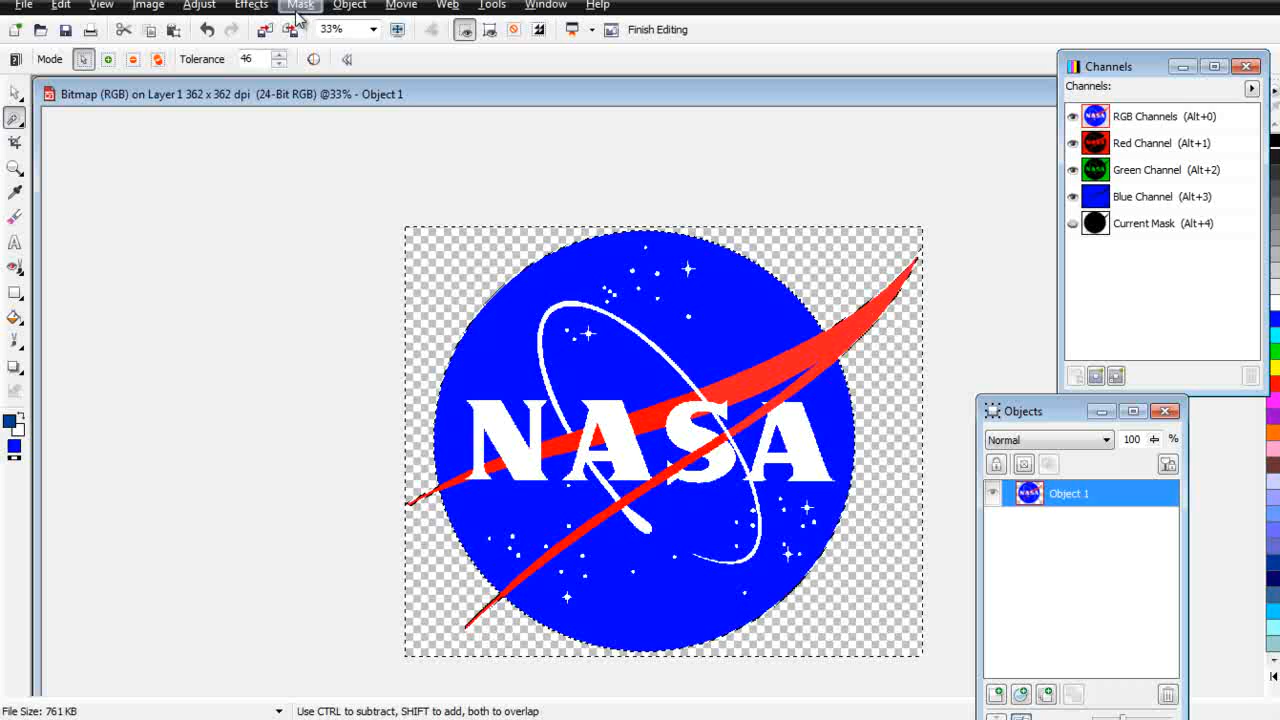 File Edit View Image Adjust Effects Mask Object Movie Web Tools Window Help
33% Finish Editing
Mode Tolerance 46
Bitmap (RGB) on Layer 1 362 x 362 dpi (24-Bit RGB) @33% - Object 1
Channels
Channels:
RGB Channels (Alt+0)
Red Channel (Alt+1)
Green Channel (Alt+2)
Blue Channel (Alt+3)
Current Mask (Alt+4)
NASA
Objects
Normal 100 %
Object 1
File Size: 761 KB Use CTRL to subtract, SHIFT to add, both to overlap